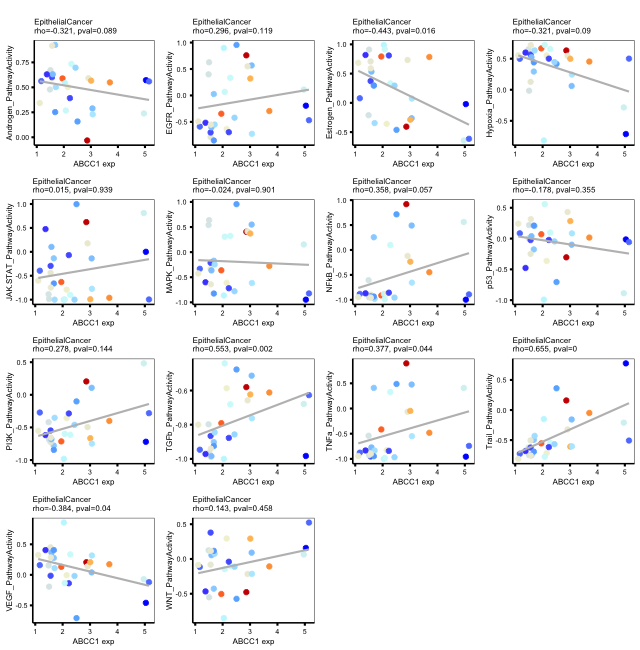 EpithelialCancer
rho=-0.321, pval=0.089
Androgen_PathwayActivity
0.75
0.50
0.25
0.00
1 2 3 4 5
ABCC1 exp
EpithelialCancer
rho=0.296, pval=0.119
EGFR_PathwayActivity
1.0
0.5
0.0
-0.5
1 2 3 4 5
ABCC1 exp
EpithelialCancer
rho=-0.443, pval=0.016
Estrogen_PathwayActivity
1.0
0.5
0.0
-0.5
1 2 3 4 5
ABCC1 exp
EpithelialCancer
rho=-0.321, pval=0.09
Hypoxia_PathwayActivity
0.5
0.0
-0.5
1 2 3 4 5
ABCC1 exp
EpithelialCancer
rho=0.015, pval=0.939
JAK.STAT_PathwayActivity
1.0
0.5
0.0
-0.5
-1.0
1 2 3 4 5
ABCC1 exp
EpithelialCancer
rho=-0.024, pval=0.901
MAPK_PathwayActivity
1.0
0.5
0.0
-0.5
-1.0
1 2 3 4 5
ABCC1 exp
EpithelialCancer
rho=0.358, pval=0.057
NFkB_PathwayActivity
1.0
0.5
0.0
-0.5
-1.0
1 2 3 4 5
ABCC1 exp
EpithelialCancer
rho=-0.178, pval=0.355
p53_PathwayActivity
0.5
0.0
-0.5
-1.0
1 2 3 4 5
ABCC1 exp
EpithelialCancer
rho=0.278, pval=0.144
PI3K_PathwayActivity
0.5
0.0
-0.5
-1.0
1 2 3 4 5
ABCC1 exp
EpithelialCancer
rho=0.553, pval=0.002
TGFb_PathwayActivity
-0.4
-0.6
-0.8
-1.0
1 2 3 4 5
ABCC1 exp
EpithelialCancer
rho=0.377, pval=0.044
TNFa_PathwayActivity
0.5
0.0
-0.5
-1.0
1 2 3 4 5
ABCC1 exp
EpithelialCancer
rho=0.655, pval=0
Trail_PathwayActivity
0.5
0.0
-0.5
1 2 3 4 5
ABCC1 exp
EpithelialCancer
rho=-0.384, pval=0.04
VEGF_PathwayActivity
0.5
0.0
-0.5
1 2 3 4 5
ABCC1 exp
EpithelialCancer
rho=0.143, pval=0.458
WNT_PathwayActivity
0.5
0.0
-0.5
1 2 3 4 5
ABCC1 exp